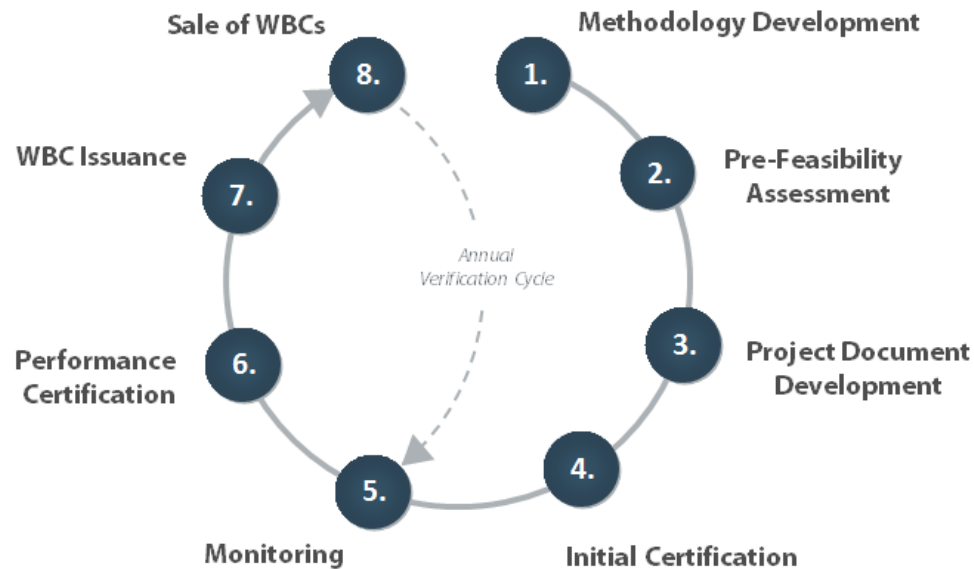 1.
Methodology Development
2.
Pre-Feasibility
Assessment
3.
Project Document
Development
4.
Initial Certification
5.
Monitoring
6.
Performance
Certification
7.
WBC Issuance
8.
Sale of WBCs
Annual
Verification Cycle